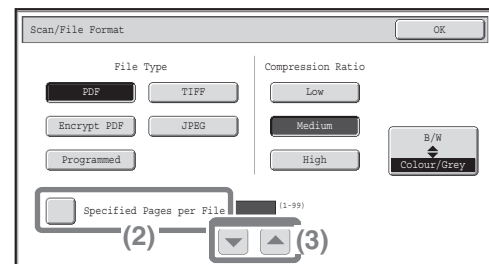 Scan/File Format
OK
File Type
Compression Ratio
PDF
TIFF
Low
Encrypt PDF
JPEG
Medium
B/W
Programmed
High
Colour/Grey
Specified Pages per File
(1-99)
(2)
(3)